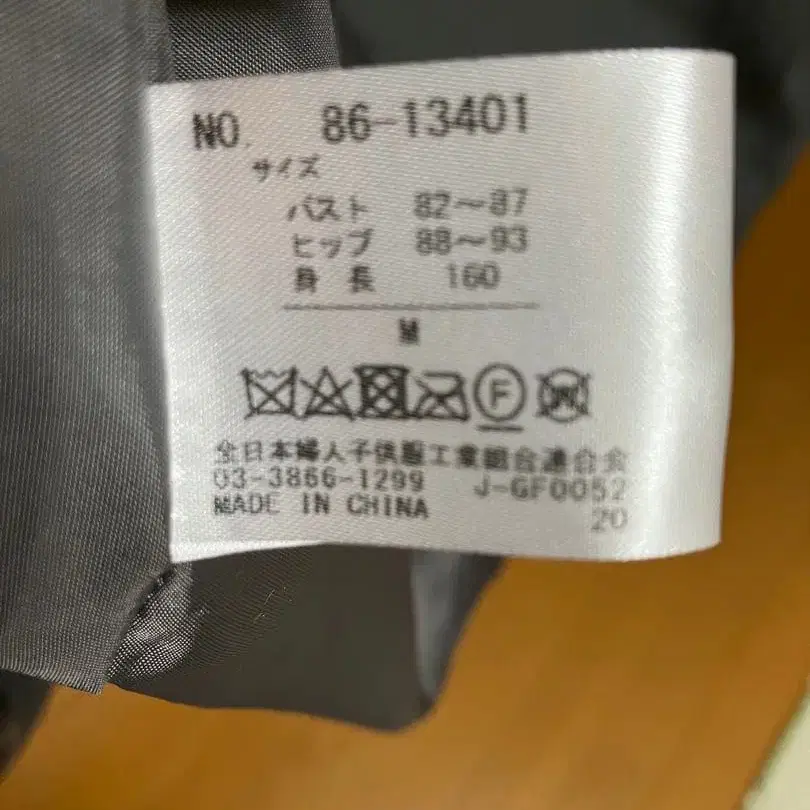 NO. 86-13401
サイズ
バスト 82〜87
ヒップ 88〜93
身長 160
M
F W
全日本婦人子供服工業組合連合会
03-3866-1299 J-GF0052
MADE IN CHINA 20